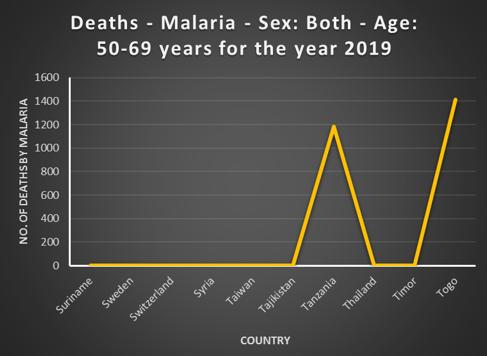 Deaths - Malaria - Sex: Both - Age:
50-69 years for the year 2019
NO. OF DEATHS BY MALARIA
1600
1400
1200
1000
800
600
400
200
0
Suriname
Sweden
Switzerland
Syria
Taiwan
Tajikistan
Tanzania
Thailand
Timor
Togo
COUNTRY